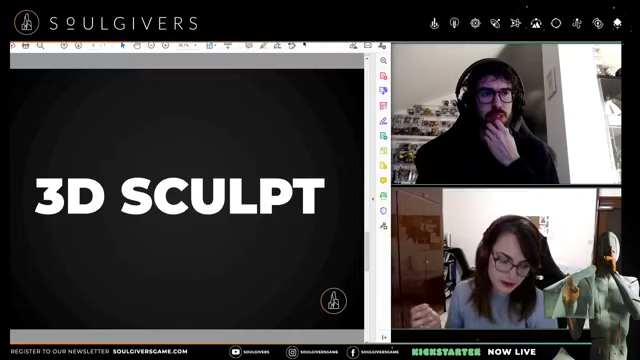 SOULGIVERS
3D SCULPT
REGISTER TO OUR NEWSLETTER SOULGIVERSGAME.COM
SOULGIVERS
SOULGIVERSGAME
SOULGIVERSGAME
KICKSTARTER NOW LIVE